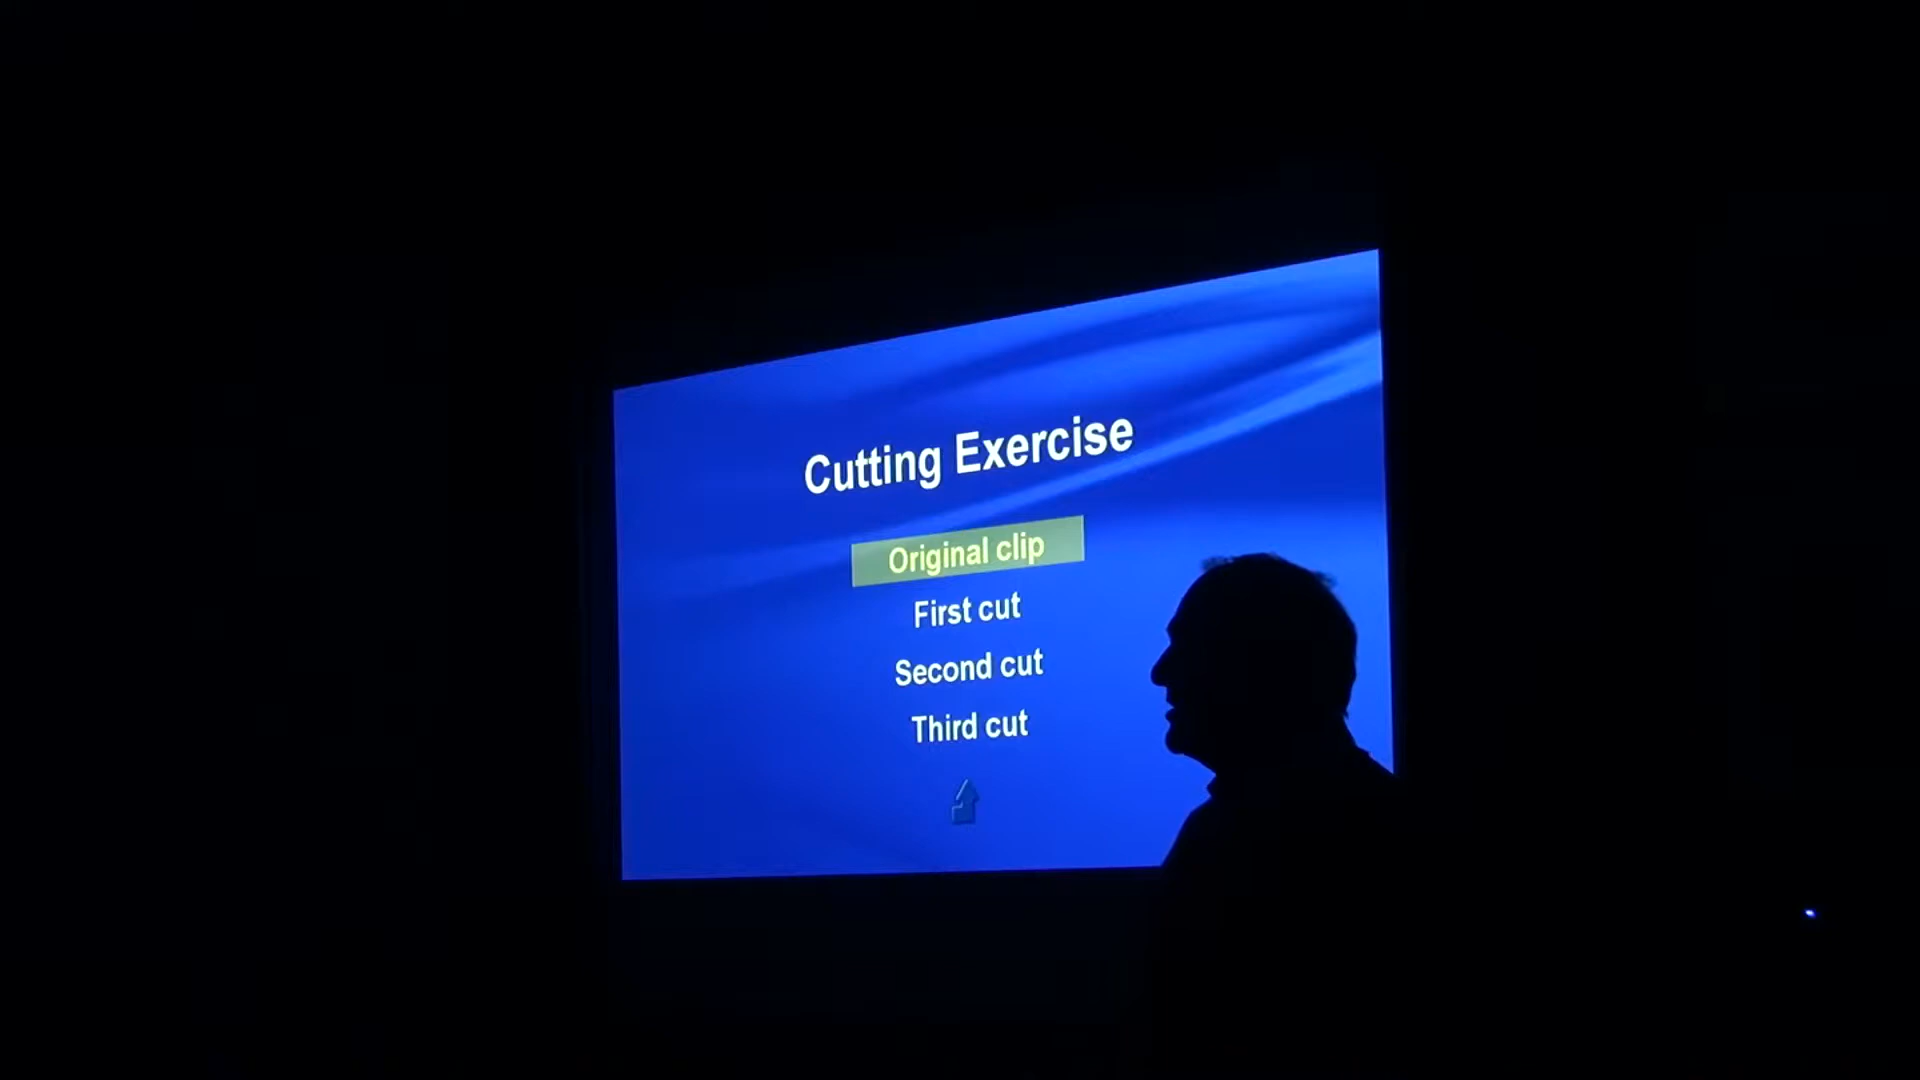 Cutting Exercise
Original clip
First cut
Second cut
Third cut